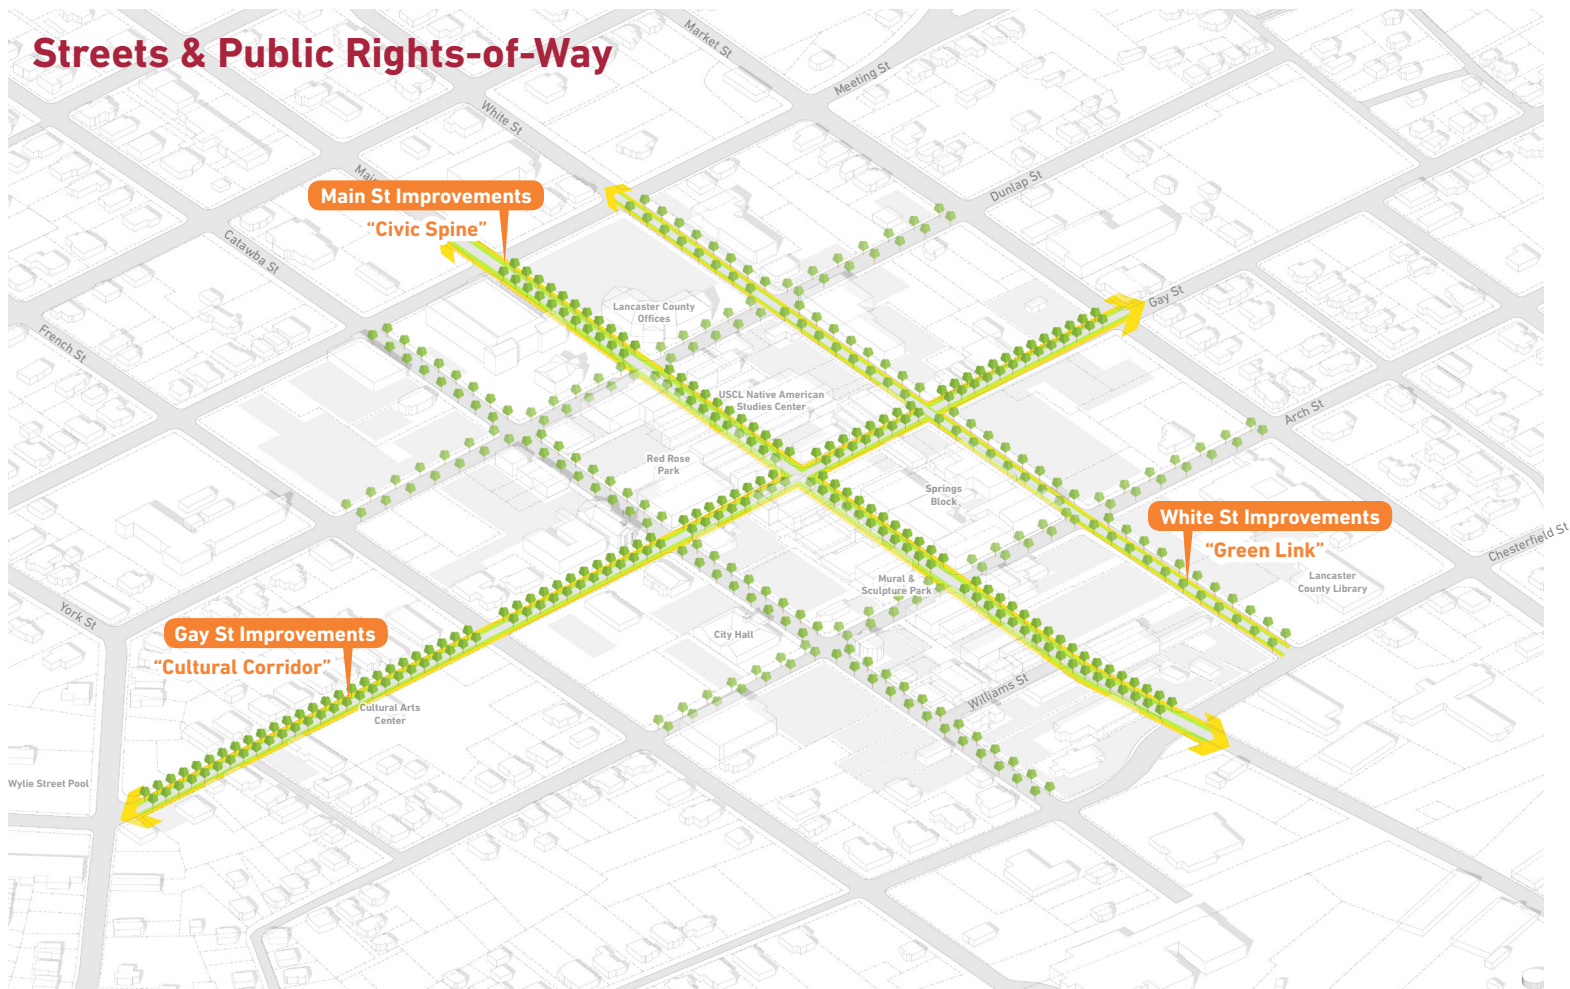 Streets & Public Rights-of-Way
Market St
Meeting St
White St
Dunlap St
Main St Improvements
"Civic Spine"
Catawba St
Gay St
Lancaster County
Offices
French St
USCL Native American
Studies Center
Arch St
Red Rose
Park
Springs
Block
White St Improvements
"Green Link"
Chesterfield St
Lancaster
County Library
Mural &
Sculpture Park
York St
Gay St Improvements
"Cultural Corridor"
City Hall
Williams St
Cultural Arts
Center
Wylie Street Pool